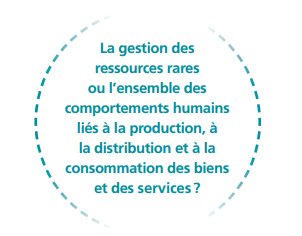 La gestion des
ressources rares
ou l’ensemble des
comportements humains
liés à la production, à
la distribution et à la
consommation des biens
et des services ?